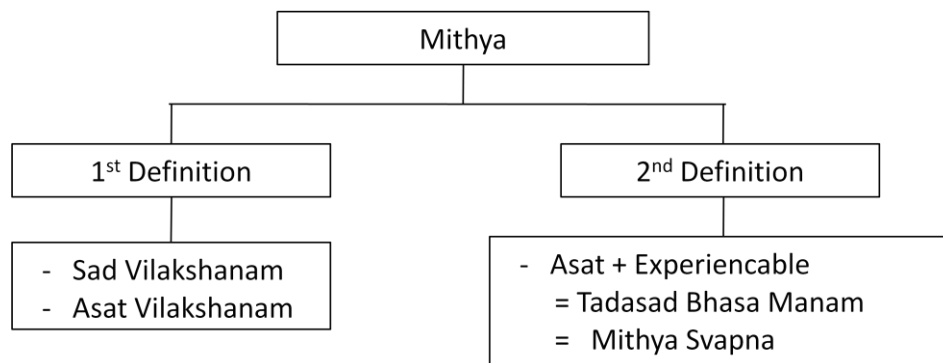 Mithya
1st Definition
2nd Definition
- Sad Vilakshanam
- Asat Vilakshanam
- Asat + Experiencable
= Tadasad Bhasa Manam
= Mithya Svapna